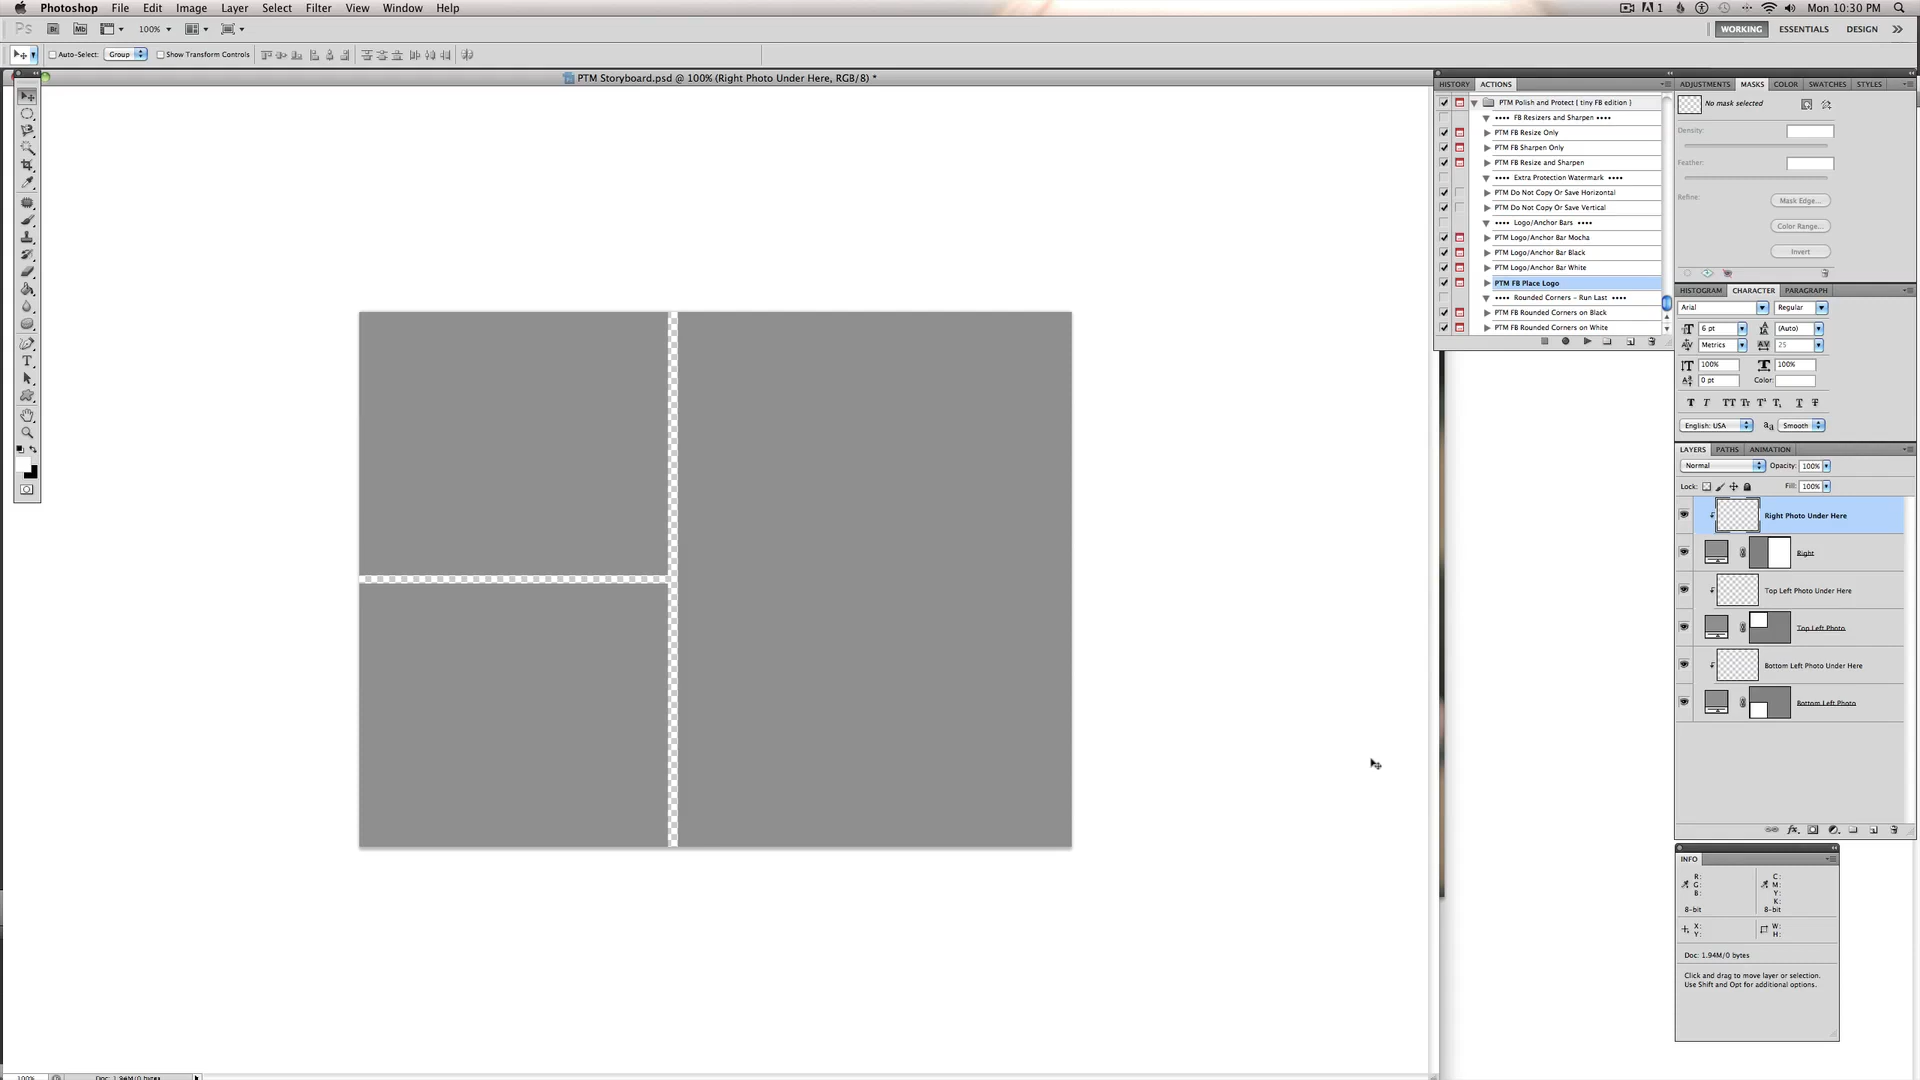 Photoshop File Edit Image Layer Select Filter View Window Help
1 Mon 10:30 PM
Ps Br Mb 100% WORKING ESSENTIALS DESIGN
Auto-Select: Group Show Transform Controls
PTM Storyboard.psd @ 100% (Right Photo Under Here, RGB/8) *
HISTORY ACTIONS
PTM Polish and Protect [ tiny FB edition ]
•••• FB Resizers and Sharpen ••••
PTM FB Resize Only
PTM FB Sharpen Only
PTM FB Resize and Sharpen
•••• Extra Protection Watermark ••••
PTM Do Not Copy Or Save Horizontal
PTM Do Not Copy Or Save Vertical
•••• Logo/Anchor Bars ••••
PTM Logo/Anchor Bar Mocha
PTM Logo/Anchor Bar Black
PTM Logo/Anchor Bar White
PTM FB Place Logo
•••• Rounded Corners - Run Last ••••
PTM FB Rounded Corners on Black
PTM FB Rounded Corners on White
ADJUSTMENTS MASKS COLOR SWATCHES STYLES
No mask selected
Density:
Feather:
Refine:
Mask Edge...
Color Range...
Invert
HISTOGRAM CHARACTER PARAGRAPH
Arial Regular
6 pt (Auto)
Metrics 25
100% 100%
0 pt Color:
T T TT Tr T¹ T, T T
English: USA aa Smooth
LAYERS PATHS ANIMATION
Normal Opacity: 100%
Lock: Fill: 100%
Right Photo Under Here
Right
Top Left Photo Under Here
Top Left Photo
Bottom Left Photo Under Here
Bottom Left Photo
fx
INFO
R: C:
G: M:
B: Y:
K:
8-bit 8-bit
X: W:
Y: H:
Doc: 1.94M/0 bytes
Click and drag to move layer or selection.
Use Shift and Opt for additional options.
100% Doc: 1.94M/0 bytes